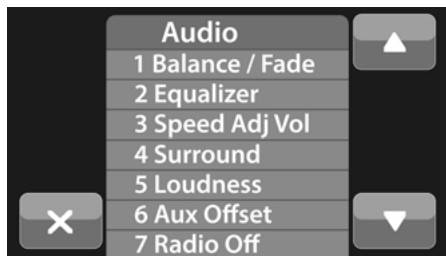 Audio
1 Balance / Fade
2 Equalizer
3 Speed Adj Vol
4 Surround
5 Loudness
6 Aux Offset
7 Radio Off